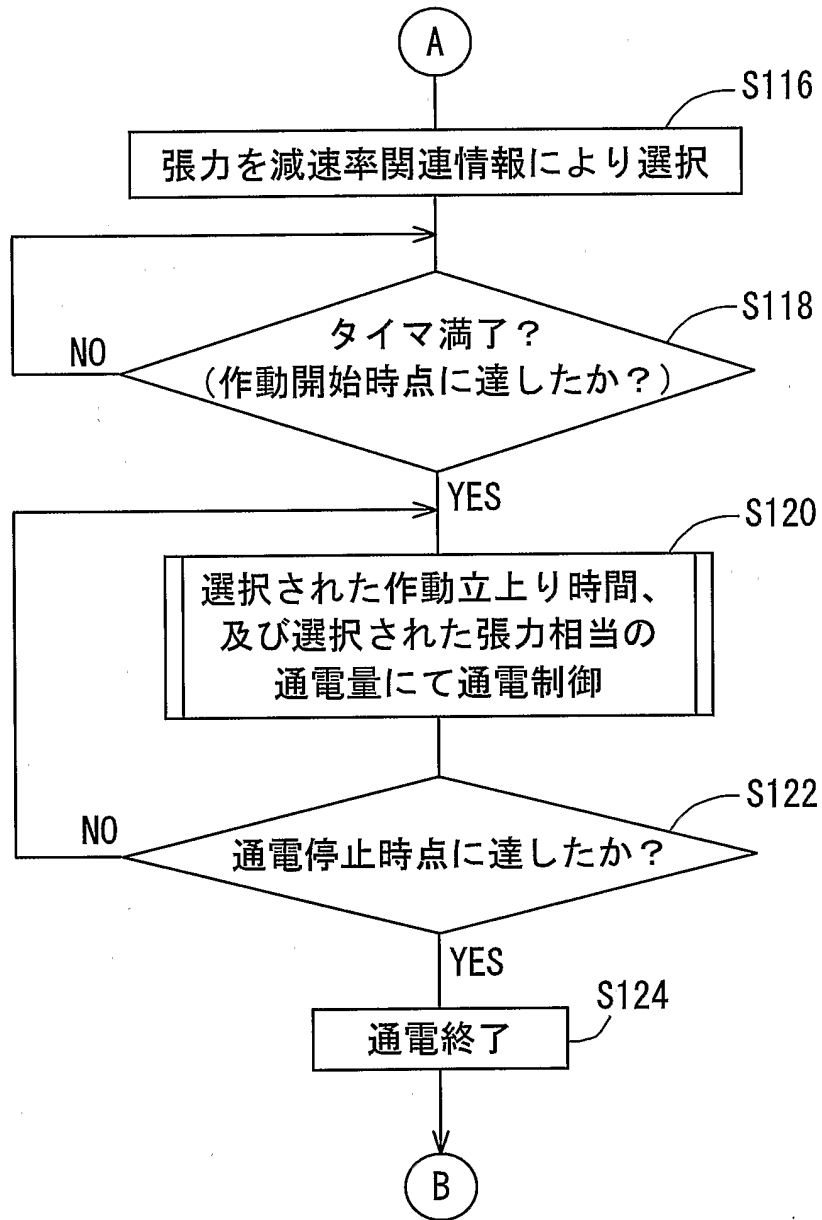 A
S116
張力を減速率関連情報により選択
S118
タイマ満了？
（作動開始時点に達したか？）
NO
YES
S120
選択された作動立上り時間、
及び選択された張力相当の
通電量にて通電制御
S122
NO
通電停止時点に達したか？
YES
S124
通電終了
B